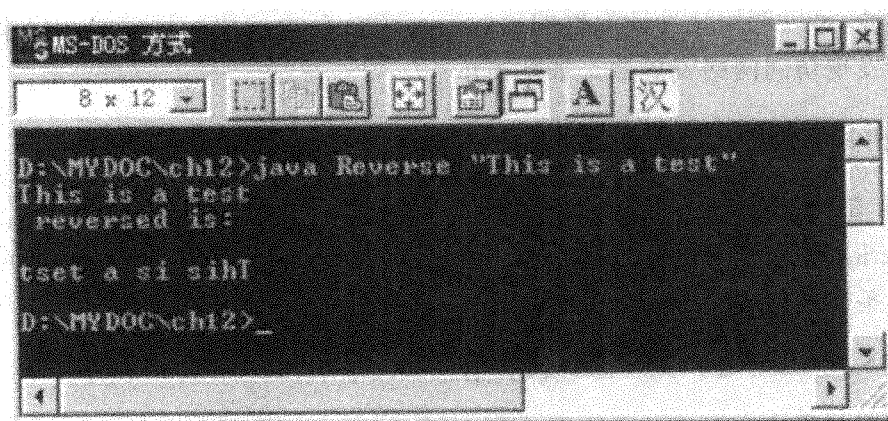 MS-DOS 方式
8 x 12 A 汉
D:\MYDOC\ch12>java Reverse "This is a test"
This is a test
 reversed is:
tset a si sihT
D:\MYDOC\ch12>_